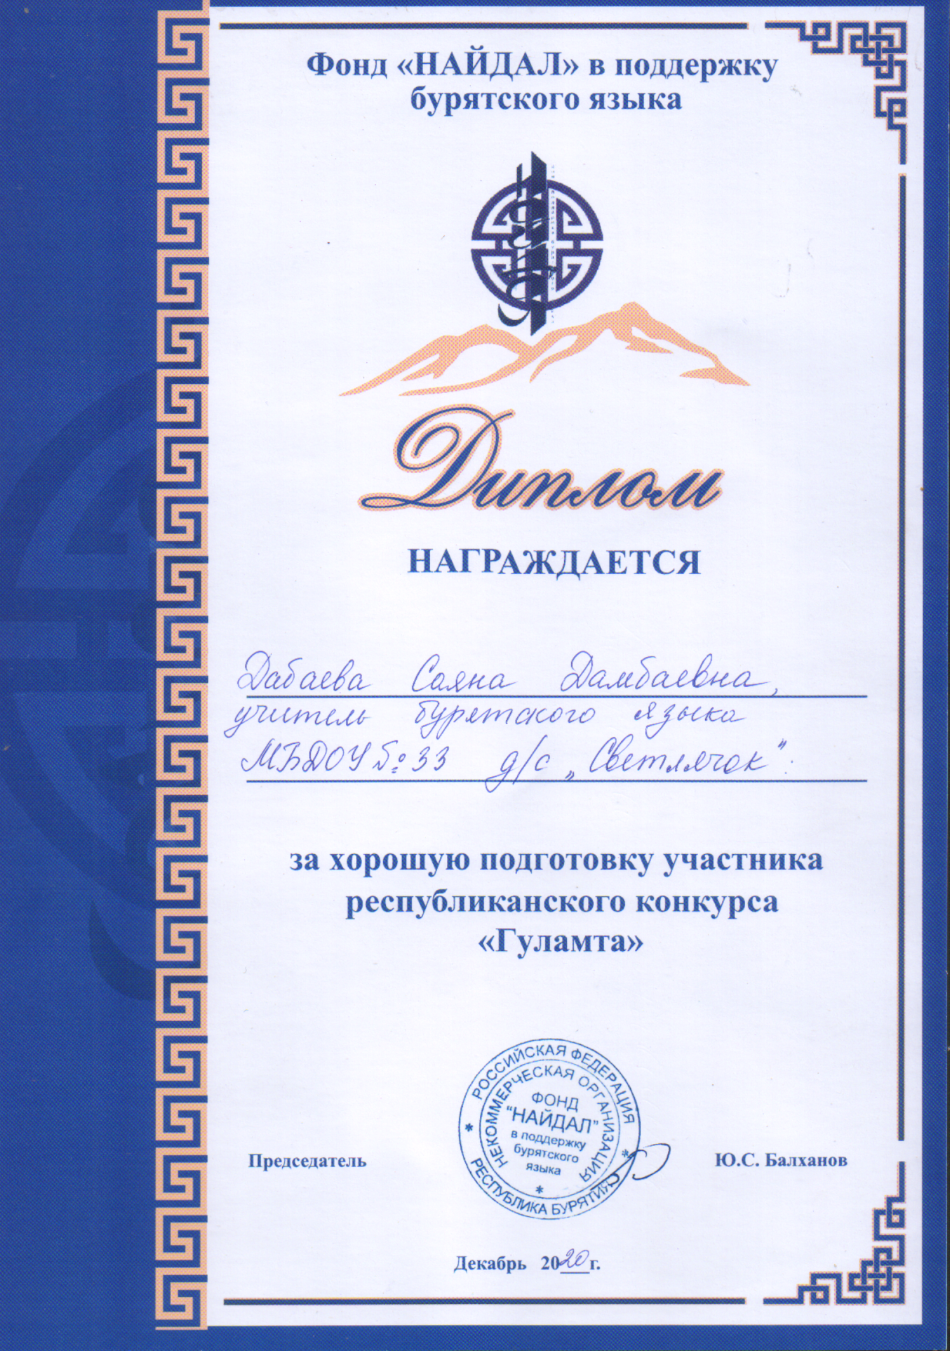 Фонд «НАЙДАЛ» в поддержку
бурятского языка
Диплом
НАГРАЖДАЕТСЯ
Дабаева Саяна Дамбаевна,
учитель бурятского языка
МБДОУ №33 д/с „Светлячок".
за хорошую подготовку участника
республиканского конкурса
«Гуламта»
РОССИЙСКАЯ ФЕДЕРАЦИЯ
НЕКОММЕРЧЕСКАЯ ОРГАНИЗАЦИЯ
ФОНД
"НАЙДАЛ"
в поддержку
бурятского
языка
РЕСПУБЛИКА БУРЯТИЯ
Председатель
Ю.С. Балханов
Декабрь 2020г.